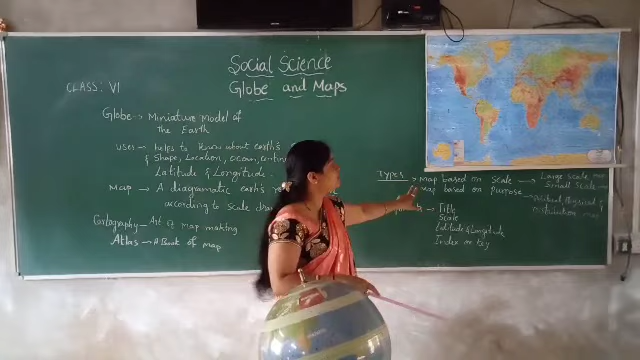 Social Science
CLASS: VI
Globe and Maps
Globe → Miniature model of
the Earth
uses → helps to know about earth's
& Shape, Location, ocean, contin
Latitude & Longitude.
Map → A diagramatic earth's
according to scale
Cartography → Art of map making
Atlas → A Book of map
Types → map based on scale → Large scale
Small scale
map based on purpose
Natural, Physical &
Distribution map
→ Title
Scale
Latitude & Longitude
Index or key